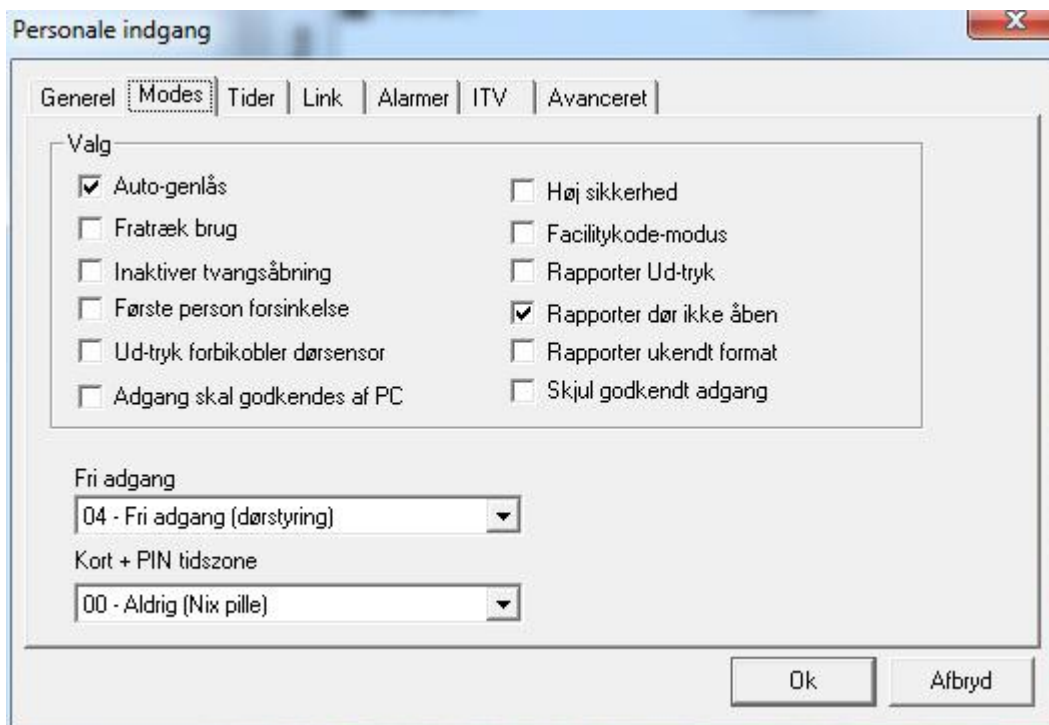 Personale indgang
Generel Modes Tider Link Alarmer ITV Avanceret
Valg
Auto-genlås
Fratræk brug
Inaktiver tvangsåbning
Første person forsinkelse
Ud-tryk forbikobler dørsensor
Adgang skal godkendes af PC
Høj sikkerhed
Facilitykode-modus
Rapporter Ud-tryk
Rapporter dør ikke åben
Rapporter ukendt format
Skjul godkendt adgang
Fri adgang
04 - Fri adgang (dørstyring)
Kort + PIN tidszone
00 - Aldrig (Nix pille)
Ok Afbryd